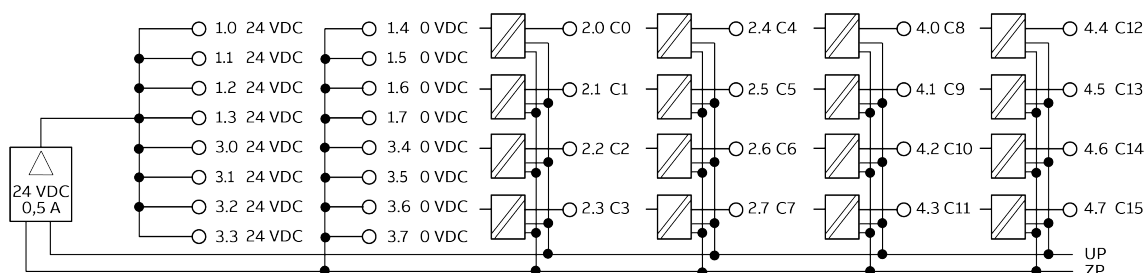 1.0 24 VDC 1.4 0 VDC 2.0 C0 2.4 C4 4.0 C8 4.4 C12
1.1 24 VDC 1.5 0 VDC
1.2 24 VDC 1.6 0 VDC 2.1 C1 2.5 C5 4.1 C9 4.5 C13
1.3 24 VDC 1.7 0 VDC
3.0 24 VDC 3.4 0 VDC 2.2 C2 2.6 C6 4.2 C10 4.6 C14
3.1 24 VDC 3.5 0 VDC
24 VDC
0,5 A
3.2 24 VDC 3.6 0 VDC 2.3 C3 2.7 C7 4.3 C11 4.7 C15
3.3 24 VDC 3.7 0 VDC
UP
ZP